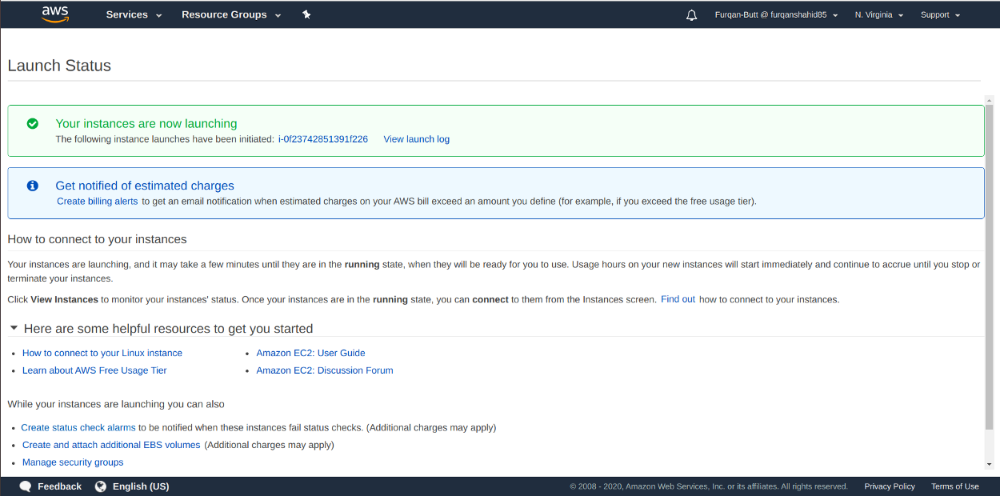 aws Services Resource Groups Furqan-Butt @ furqanshahid85 N. Virginia Support
Launch Status
Your instances are now launching
The following instance launches have been initiated: i-0f23742851391f226 View launch log
Get notified of estimated charges
Create billing alerts to get an email notification when estimated charges on your AWS bill exceed an amount you define (for example, if you exceed the free usage tier).
How to connect to your instances
Your instances are launching, and it may take a few minutes until they are in the running state, when they will be ready for you to use. Usage hours on your new instances will start immediately and continue to accrue until you stop or
terminate your instances.
Click View Instances to monitor your instances' status. Once your instances are in the running state, you can connect to them from the Instances screen. Find out how to connect to your instances.
Here are some helpful resources to get you started
• How to connect to your Linux instance • Amazon EC2: User Guide
• Learn about AWS Free Usage Tier • Amazon EC2: Discussion Forum
While your instances are launching you can also
• Create status check alarms to be notified when these instances fail status checks. (Additional charges may apply)
• Create and attach additional EBS volumes (Additional charges may apply)
• Manage security groups
Feedback English (US) © 2008 - 2020, Amazon Web Services, Inc. or its affiliates. All rights reserved. Privacy Policy Terms of Use